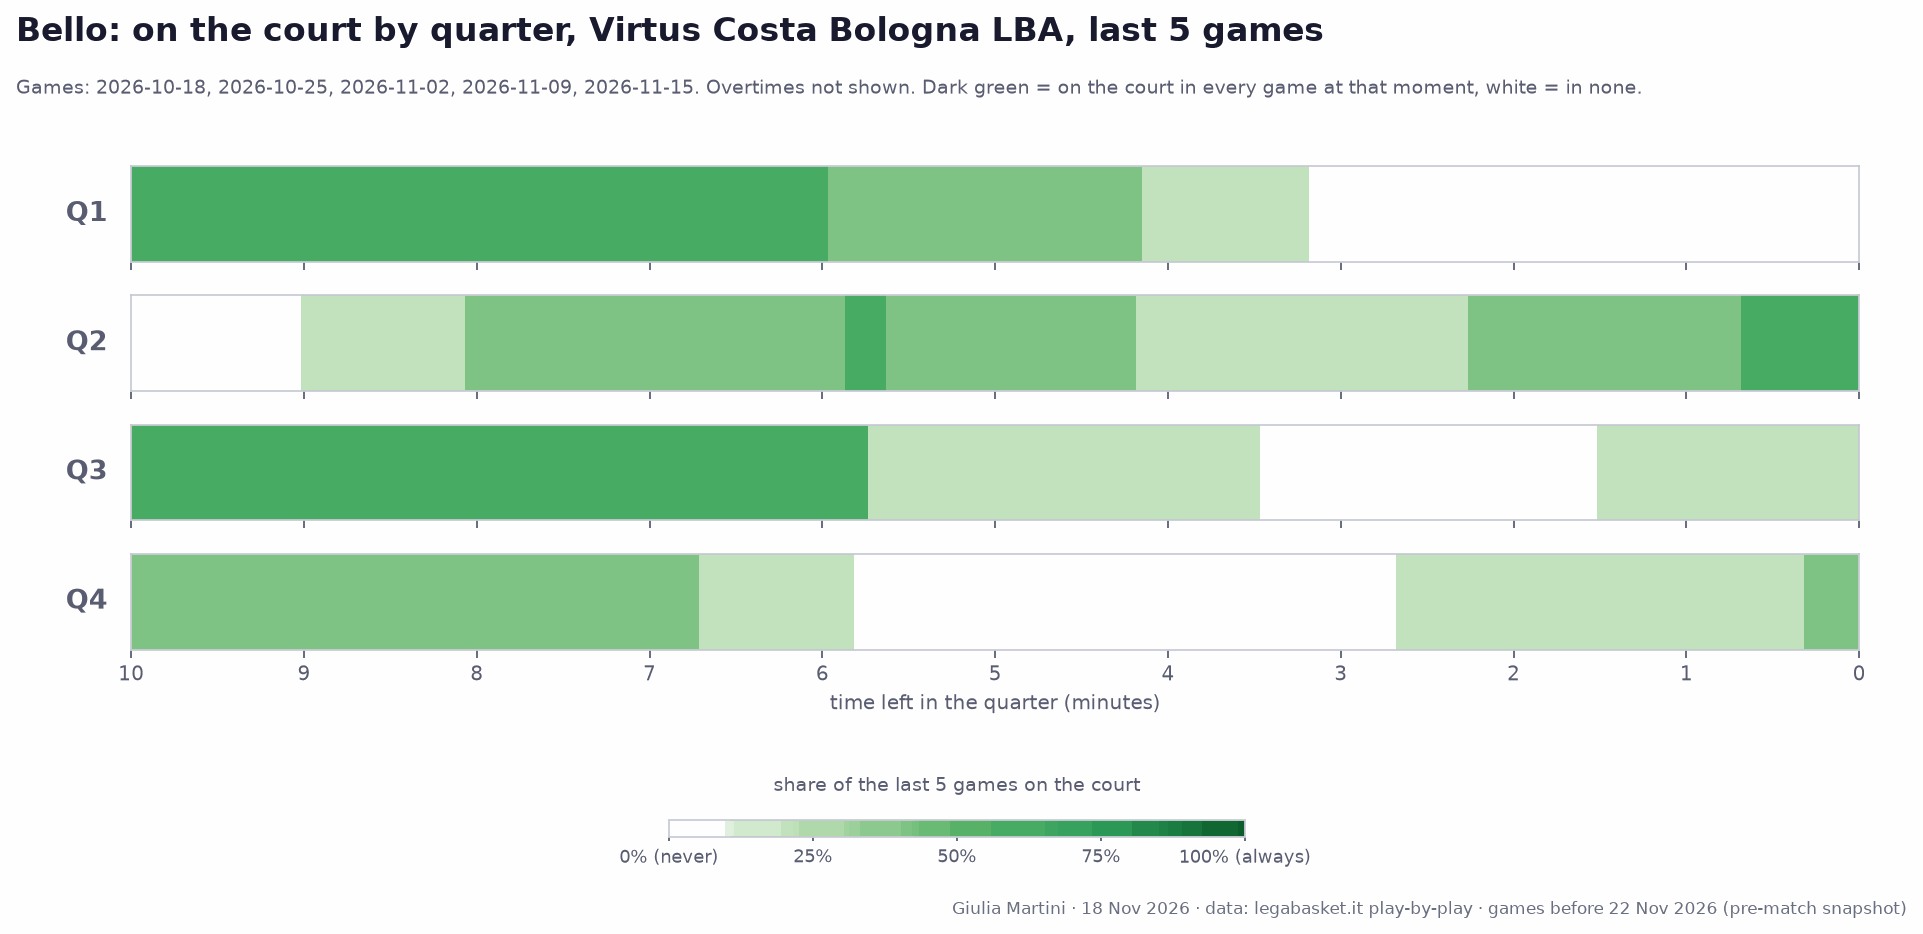 Bello: on the court by quarter, Virtus Costa Bologna LBA, last 5 games
Games: 2026-10-18, 2026-10-25, 2026-11-02, 2026-11-09, 2026-11-15. Overtimes not shown. Dark green = on the court in every game at that moment, white = in none.
Q1
Q2
Q3
Q4
10 9 8 7 6 5 4 3 2 1 0
time left in the quarter (minutes)
share of the last 5 games on the court
0% (never) 25% 50% 75% 100% (always)
Giulia Martini · 18 Nov 2026 · data: legabasket.it play-by-play · games before 22 Nov 2026 (pre-match snapshot)